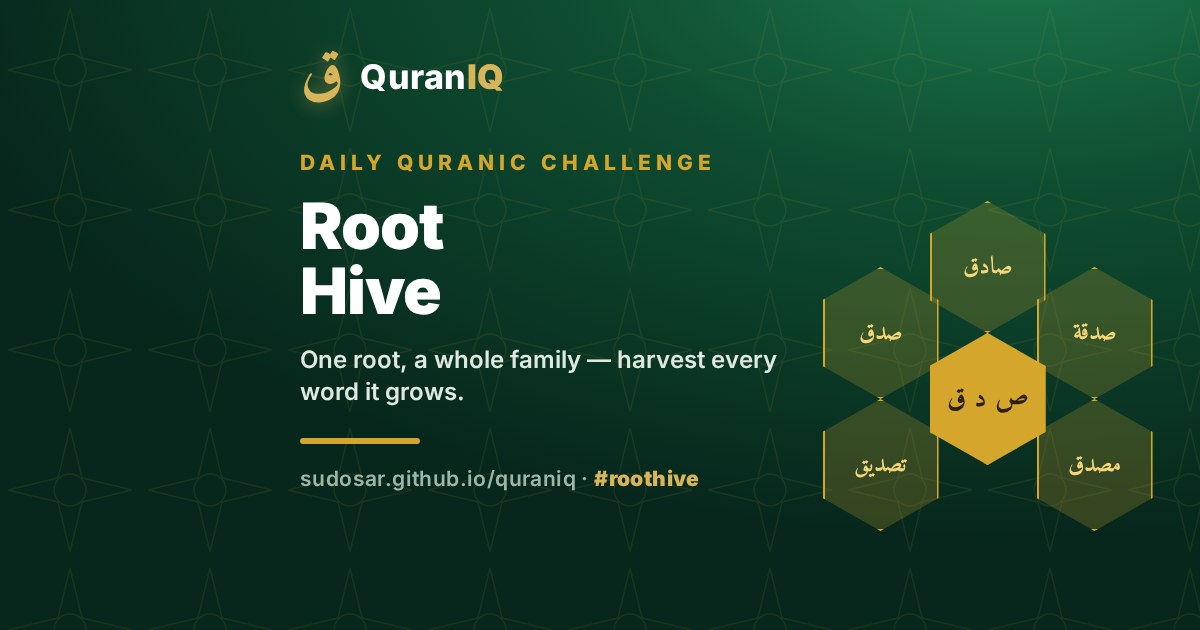 ق QuranIQ
DAILY QURANIC CHALLENGE
Root
Hive
One root, a whole family — harvest every
word it grows.
sudosar.github.io/quraniq · #roothive
صادق
صدق
صدقة
ص د ق
تصديق
مصدق